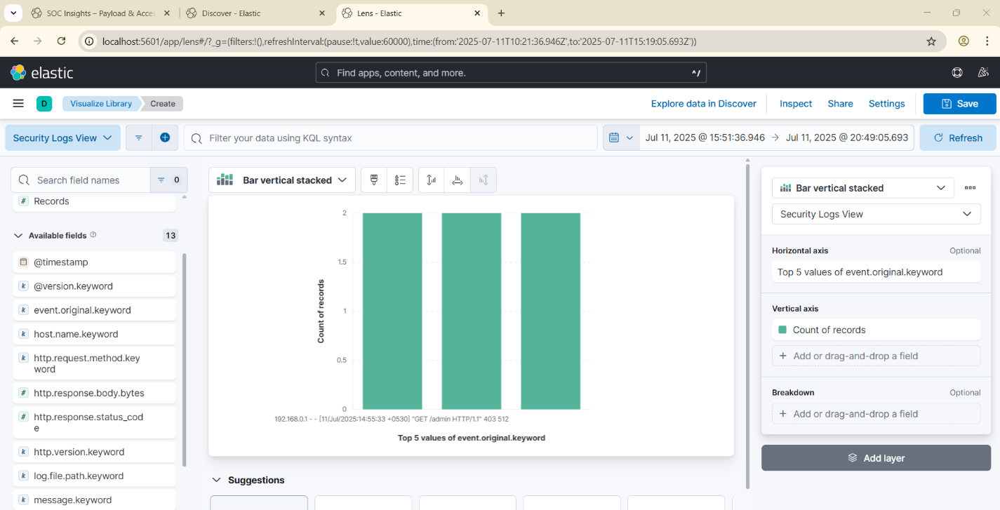 SOC Insights – Payload & Acces
Discover - Elastic
Lens - Elastic
localhost:5601/app/lens#/?_g=(filters:!(),refreshInterval:(pause:!t,value:60000),time:(from:'2025-07-11T10:21:36.946Z',to:'2025-07-11T15:19:05.693Z'))
elastic
Find apps, content, and more.
^/
D
Visualize Library
Create
Explore data in Discover
Inspect
Share
Settings
Save
Security Logs View
Filter your data using KQL syntax
Jul 11, 2025 @ 15:51:36.946 → Jul 11, 2025 @ 20:49:05.693
Refresh
Search field names
0
# Records
Available fields
13
@timestamp
k @version.keyword
k event.original.keyword
k host.name.keyword
k http.request.method.key
word
# http.response.body.bytes
# http.response.status_cod
e
k http.version.keyword
k log.file.path.keyword
k message.keyword
Bar vertical stacked
2
1.5
1
0.5
0
Count of records
192.168.0.1 - - [11/Jul/2025:14:55:33 +0530] "GET /admin HTTP/1.1" 403 512
Top 5 values of event.original.keyword
Suggestions
Bar vertical stacked
Security Logs View
Horizontal axis
Optional
Top 5 values of event.original.keyword
Vertical axis
Count of records
+ Add or drag-and-drop a field
Breakdown
Optional
+ Add or drag-and-drop a field
Add layer